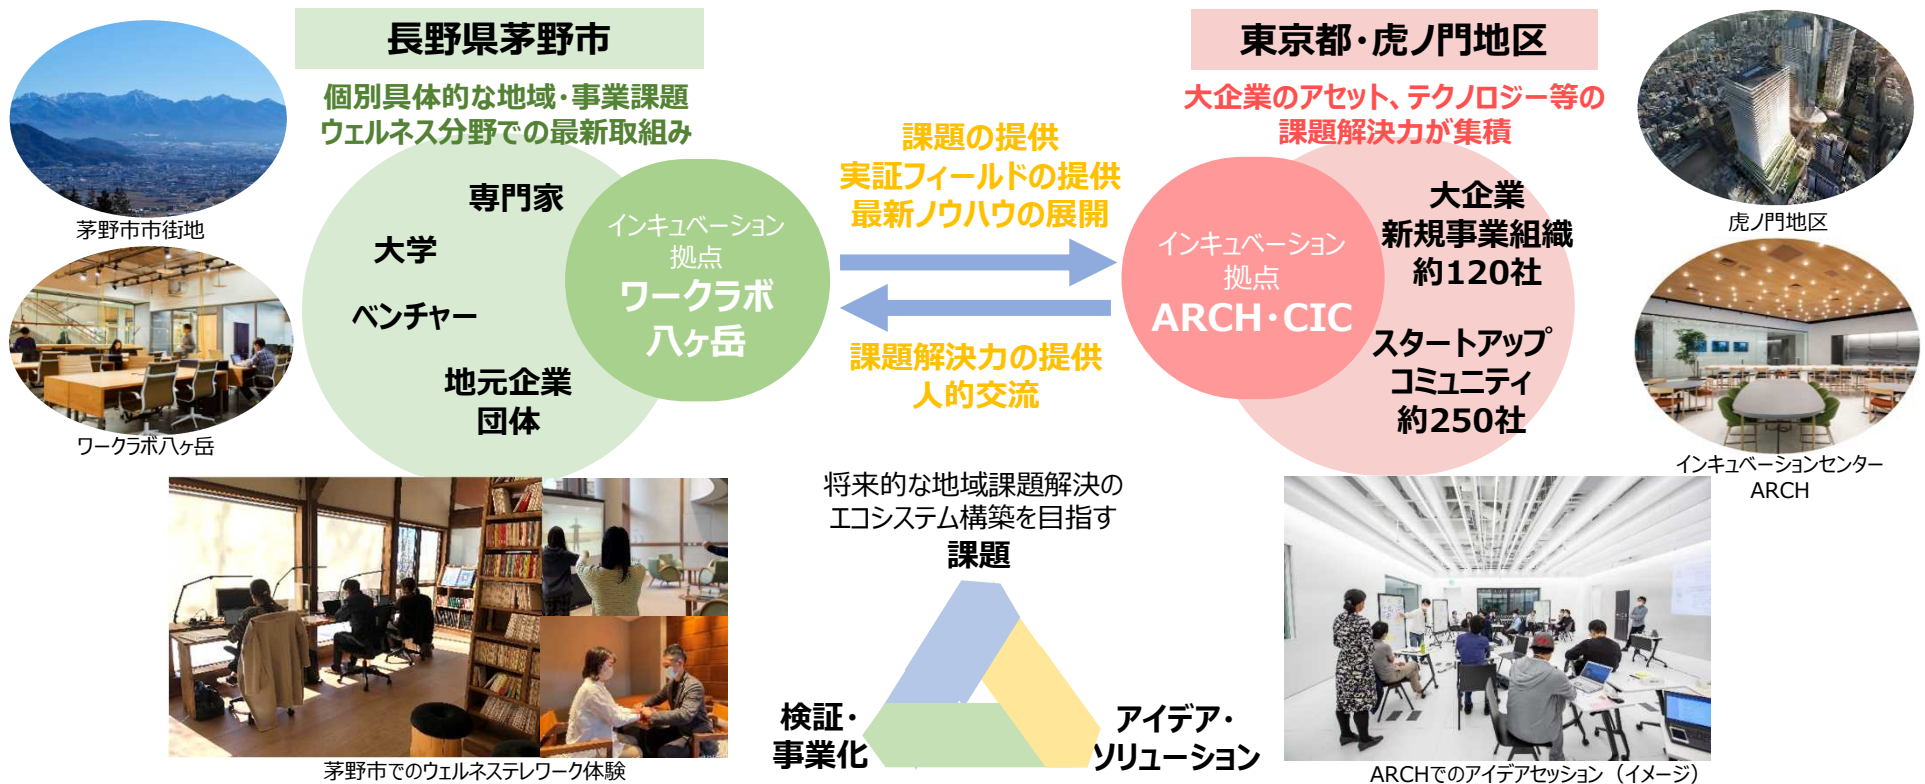 長野県茅野市
個別具体的な地域・事業課題
ウェルネス分野での最新取組み
専門家
大学
ベンチャー
地元企業
団体
インキュベーション
拠点
ワークラボ
八ヶ岳
茅野市市街地
ワークラボ八ヶ岳
課題の提供
実証フィールドの提供
最新ノウハウの展開
課題解決力の提供
人的交流
東京都・虎ノ門地区
大企業のアセット、テクノロジー等の
課題解決力が集積
インキュベーション
拠点
ARCH・CIC
大企業
新規事業組織
約120社
スタートアップ
コミュニティ
約250社
虎ノ門地区
インキュベーションセンター
ARCH
茅野市でのウェルネステレワーク体験
将来的な地域課題解決の
エコシステム構築を目指す
課題
検証・
事業化
アイデア・
ソリューション
ARCHでのアイデアセッション（イメージ）